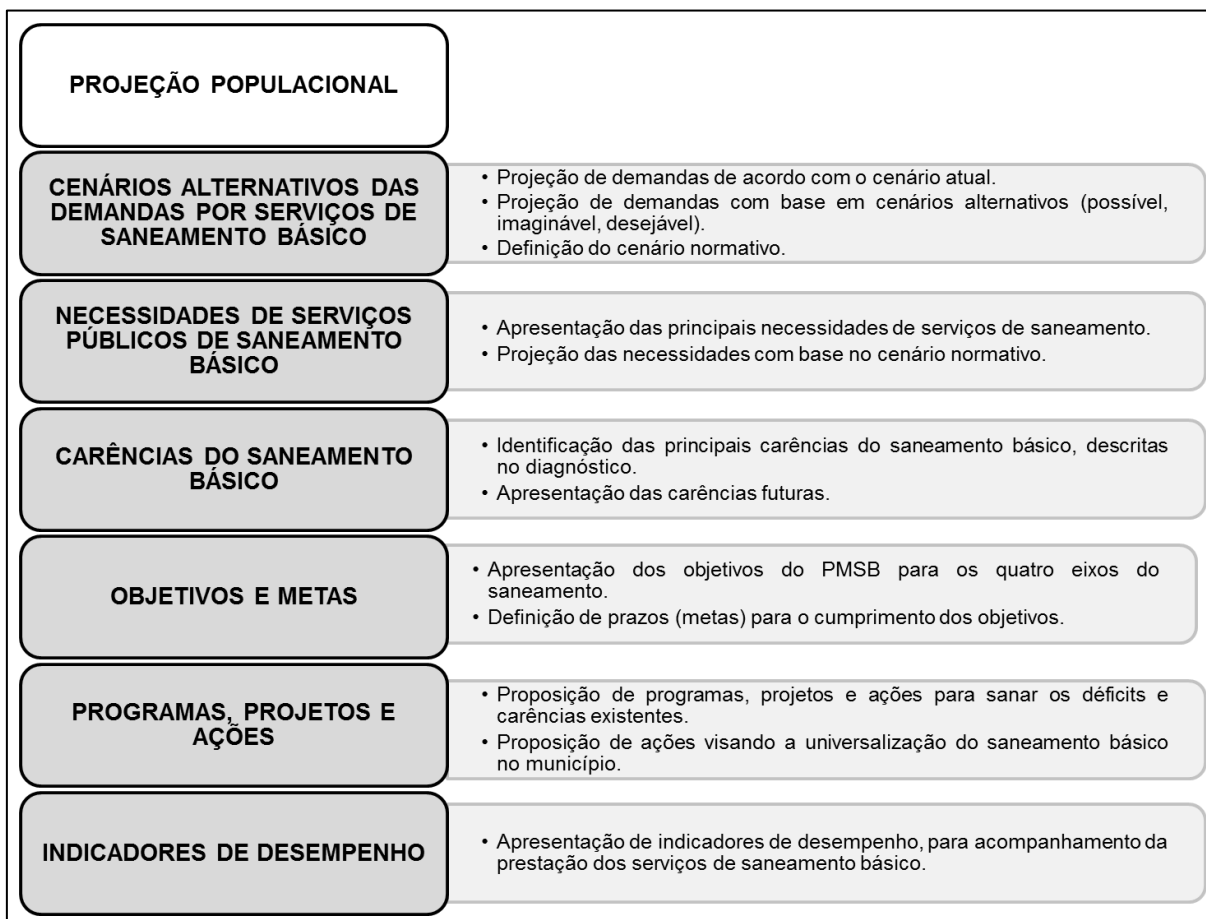 PROJEÇÃO POPULACIONAL
CENÁRIOS ALTERNATIVOS DAS
DEMANDAS POR SERVIÇOS DE
SANEAMENTO BÁSICO
• Projeção de demandas de acordo com o cenário atual.
• Projeção de demandas com base em cenários alternativos (possível,
imaginável, desejável).
• Definição do cenário normativo.
NECESSIDADES DE SERVIÇOS
PÚBLICOS DE SANEAMENTO
BÁSICO
• Apresentação das principais necessidades de serviços de saneamento.
• Projeção das necessidades com base no cenário normativo.
CARÊNCIAS DO SANEAMENTO
BÁSICO
• Identificação das principais carências do saneamento básico, descritas
no diagnóstico.
• Apresentação das carências futuras.
OBJETIVOS E METAS
• Apresentação dos objetivos do PMSB para os quatro eixos do
saneamento.
• Definição de prazos (metas) para o cumprimento dos objetivos.
PROGRAMAS, PROJETOS E
AÇÕES
• Proposição de programas, projetos e ações para sanar os déficits e
carências existentes.
• Proposição de ações visando a universalização do saneamento básico
no município.
INDICADORES DE DESEMPENHO
• Apresentação de indicadores de desempenho, para acompanhamento da
prestação dos serviços de saneamento básico.